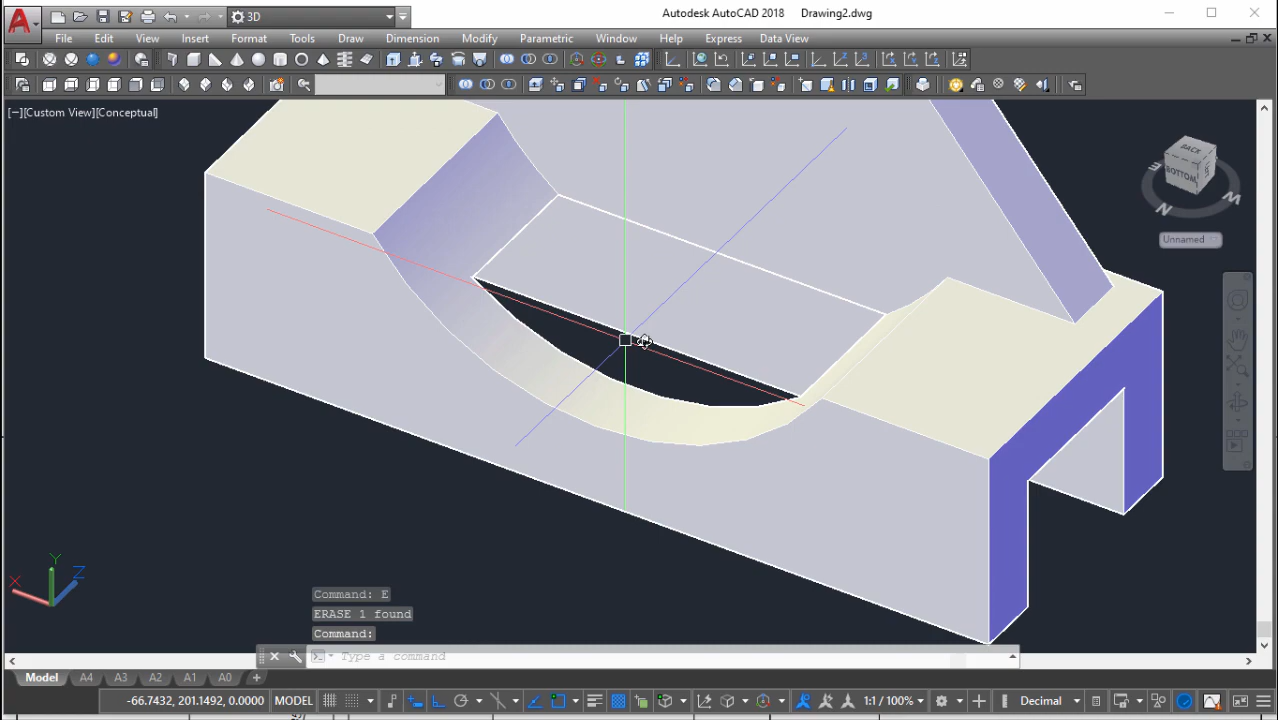 Autodesk AutoCAD 2018 Drawing2.dwg
3D
File Edit View Insert Format Tools Draw Dimension Modify Parametric Window Help Express Data View
[−][Custom View][Conceptual]
BACK
BOTTOM
E
W
N
Unnamed
Y
X
Z
Command: E
ERASE 1 found
Command:
Type a command
Model A4 A3 A2 A1 A0 +
-66.7432, 201.1492, 0.0000 MODEL 1:1 / 100% Decimal